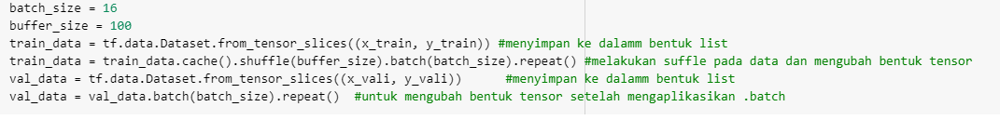 batch_size = 16
buffer_size = 100
train_data = tf.data.Dataset.from_tensor_slices((x_train, y_train)) #menyimpan ke dalamm bentuk list
train_data = train_data.cache().shuffle(buffer_size).batch(batch_size).repeat() #melakukan suffle pada data dan mengubah bentuk tensor
val_data = tf.data.Dataset.from_tensor_slices((x_vali, y_vali))      #menyimpan ke dalamm bentuk list
val_data = val_data.batch(batch_size).repeat()  #untuk mengubah bentuk tensor setelah mengaplikasikan .batch